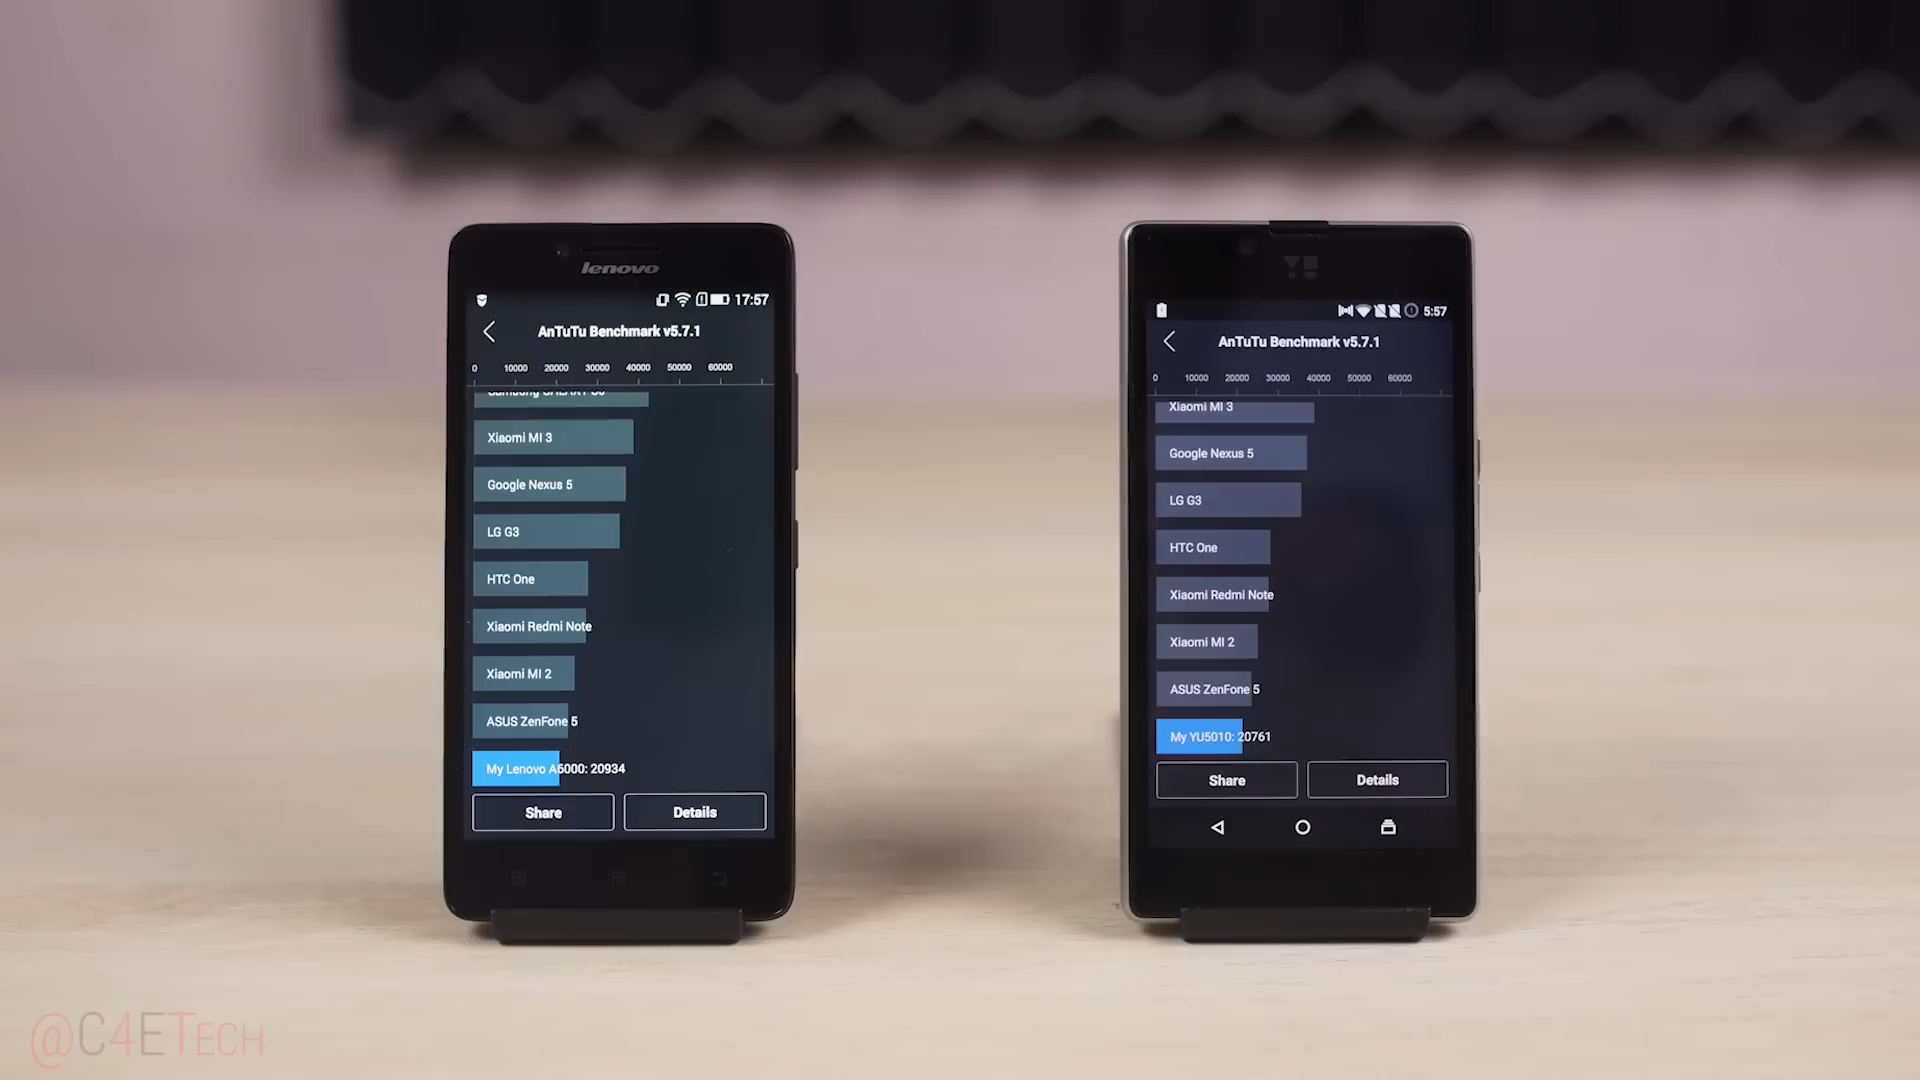 lenovo
17:57
AnTuTu Benchmark v5.7.1
0 10000 20000 30000 40000 50000 60000
Xiaomi MI 3
Google Nexus 5
LG G3
HTC One
Xiaomi Redmi Note
Xiaomi MI 2
ASUS ZenFone 5
My Lenovo A6000: 20934
Share Details
YU
5:57
AnTuTu Benchmark v5.7.1
0 10000 20000 30000 40000 50000 60000
Xiaomi MI 3
Google Nexus 5
LG G3
HTC One
Xiaomi Redmi Note
Xiaomi MI 2
ASUS ZenFone 5
My YU5010: 20761
Share Details
@C4ETech